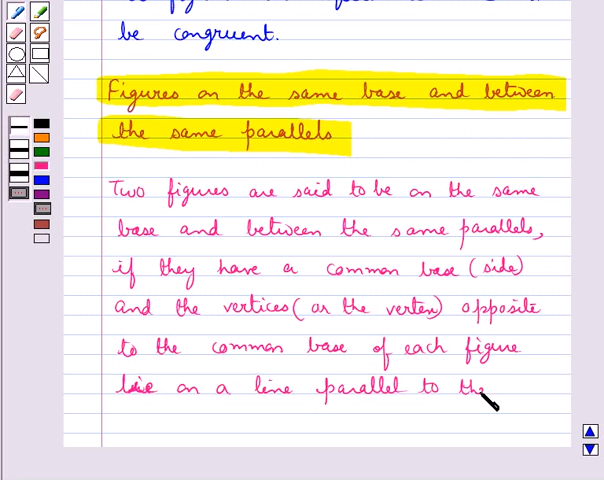 be congruent.
Figures on the same base and between
the same parallels
Two figures are said to be on the same
base and between the same parallels,
if they have a common base (side)
and the vertices (or the vertex) opposite
to the common base of each figure
lie on a line parallel to the